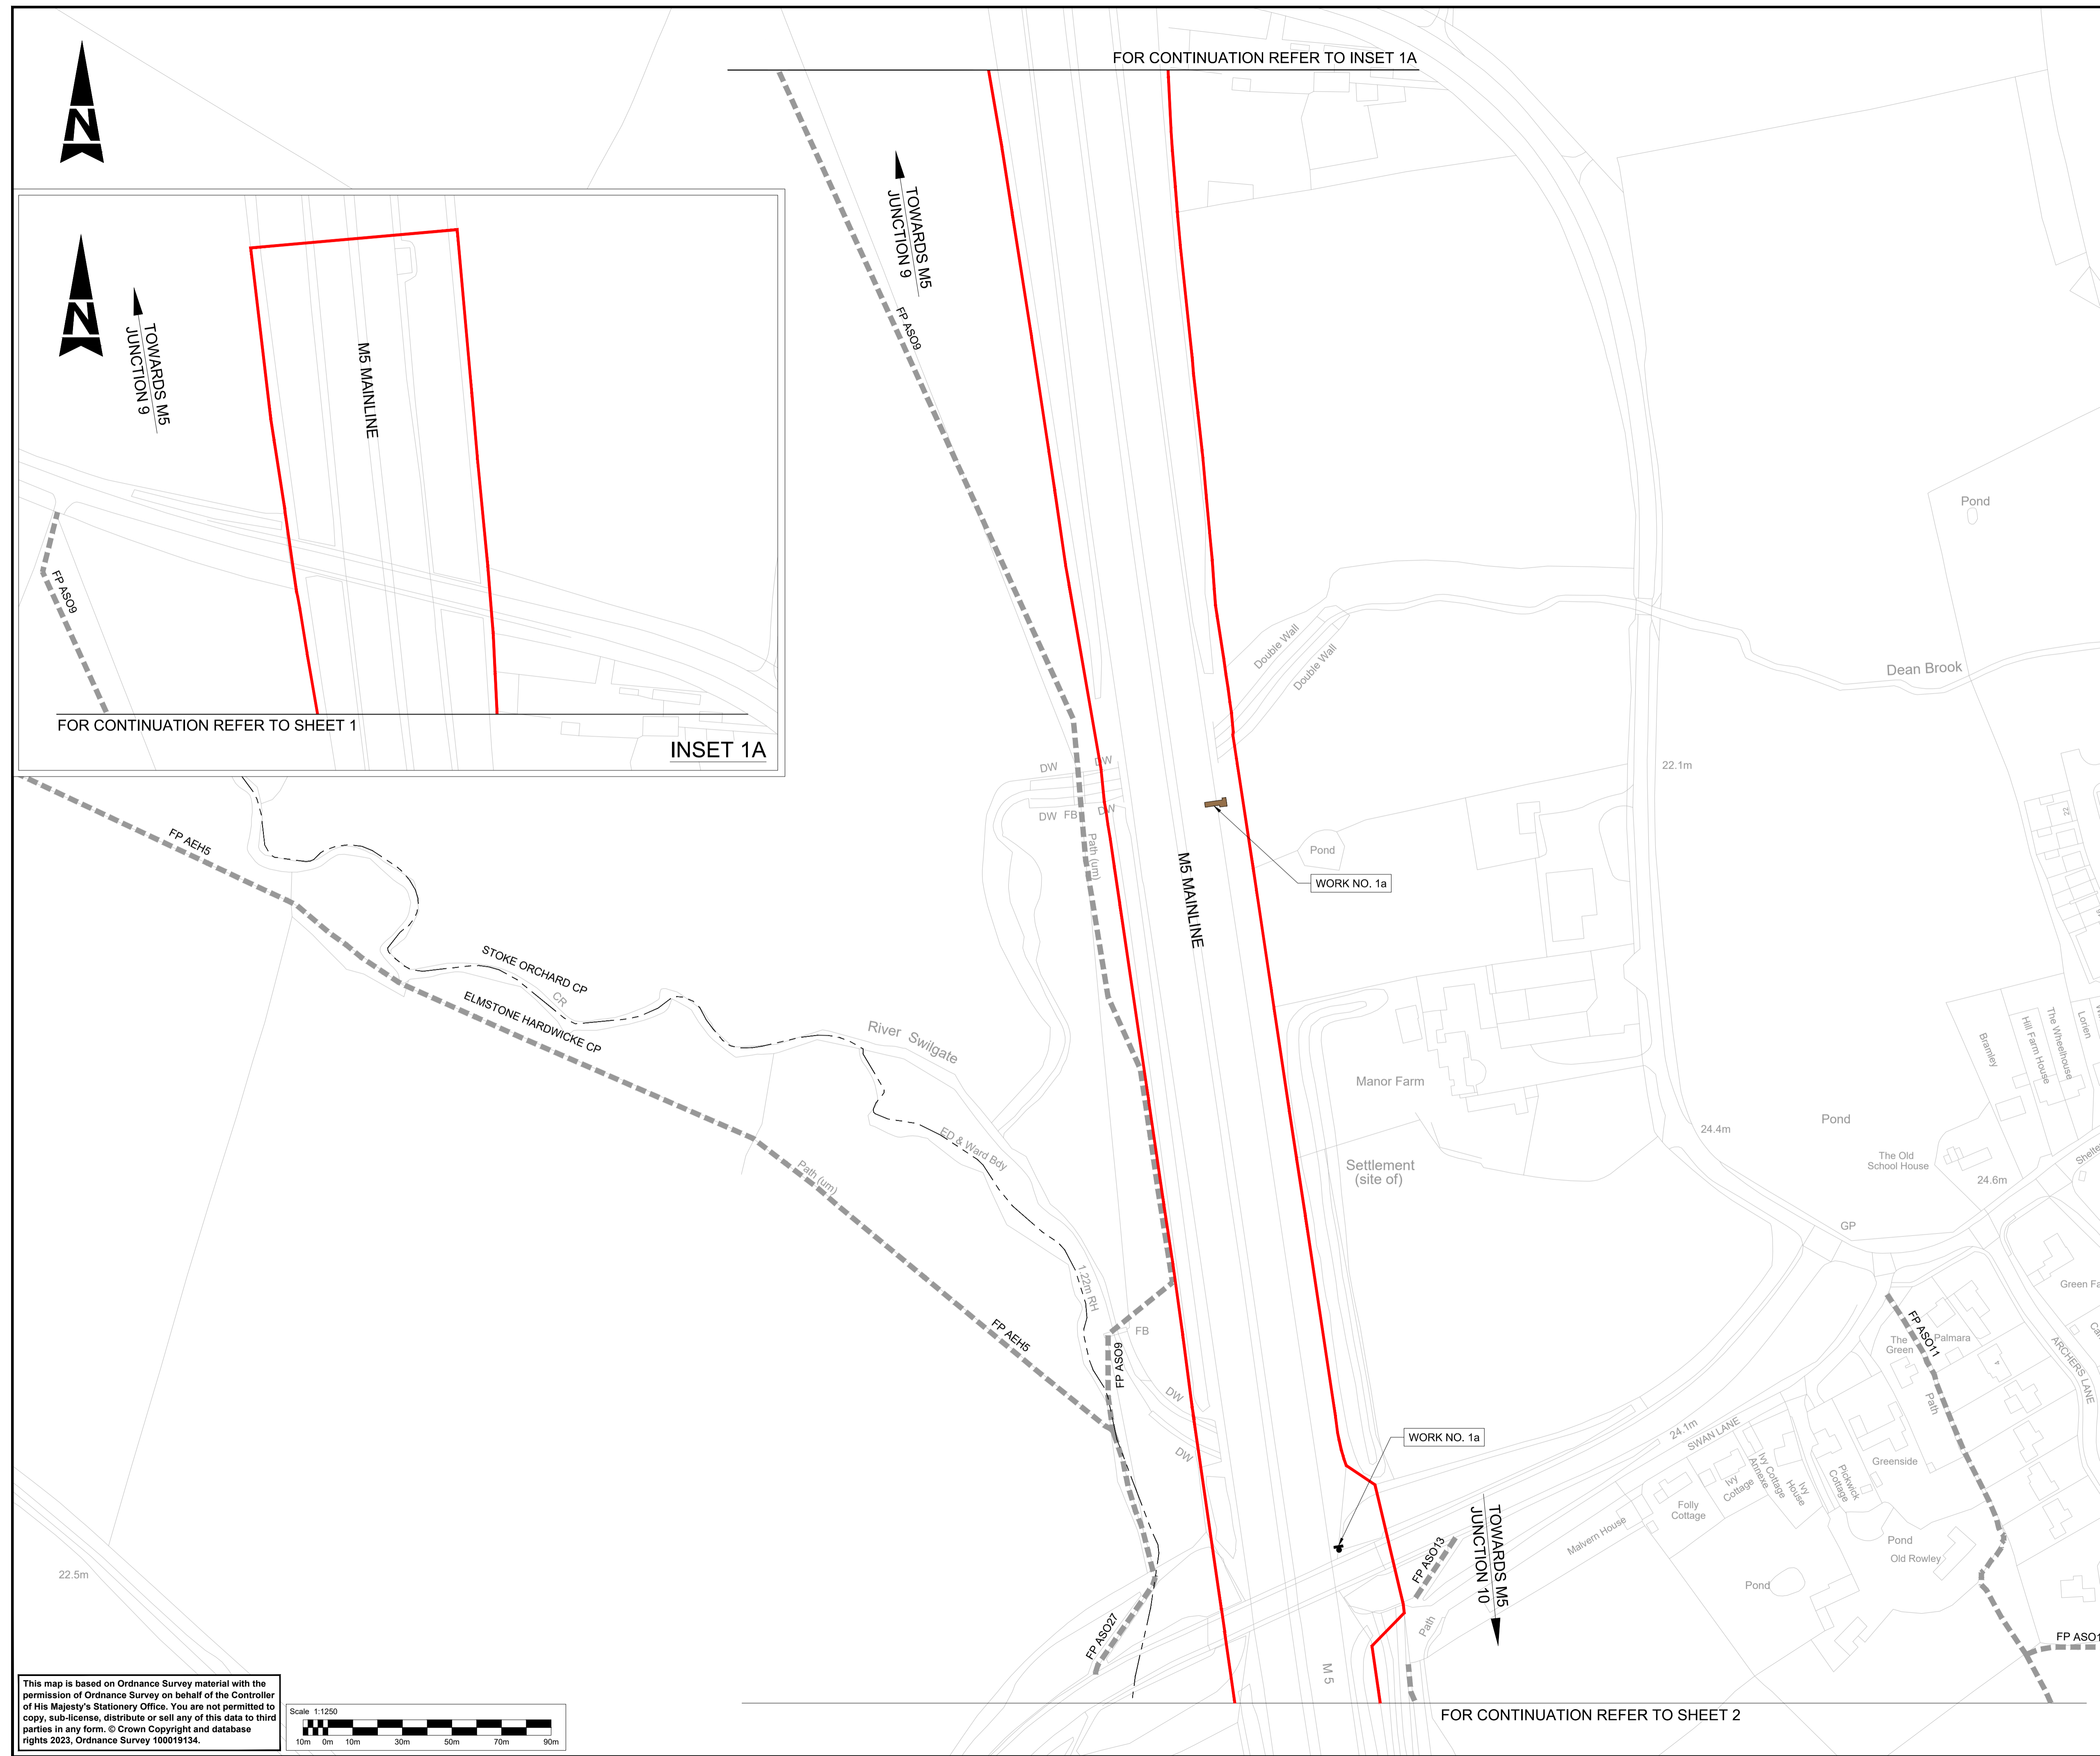 FOR CONTINUATION REFER TO INSET 1A
N
TOWARDS M5
JUNCTION 9
FP ASO9
N
TOWARDS M5
JUNCTION 9
M5 MAINLINE
FP ASO9
FOR CONTINUATION REFER TO SHEET 1
INSET 1A
Pond
Double Wall
Double Wall
Dean Brook
22.1m
22
DW
DW
DW
FB
DW
Path (um)
M5 MAINLINE
Pond
WORK NO. 1a
FP AEH5
STOKE ORCHARD CP
CR
ELMSTONE HARDWICKE CP
River Swilgate
Manor Farm
Bramley
Hill Farm House
The Wheelhouse
Lorien
Settlement
(site of)
24.4m
Pond
The Old
School House
24.6m
GP
ED & Ward Bdy
Path (um)
1.22m RH
FP AEH5
FB
FP ASO9
DW
DW
Green Fa
FP ASO11
Palmara
The
Green
ARCHERS LANE
Path
WORK NO. 1a
24.1m
SWAN LANE
Ivy
Cottage
Ivy Cottage
Annexe
Ivy
House
Pickwick
Cottage
Greenside
Folly
Cottage
Malvern House
Pond
Old Rowley
Pond
TOWARDS M5
JUNCTION 10
FP ASO13
Path
22.5m
FP ASO27
M 5
FP ASO1
FOR CONTINUATION REFER TO SHEET 2
This map is based on Ordnance Survey material with the
permission of Ordnance Survey on behalf of the Controller
of His Majesty's Stationery Office. You are not permitted to
copy, sub-license, distribute or sell any of this data to third
parties in any form. © Crown Copyright and database
rights 2023, Ordnance Survey 100019134.
Scale 1:1250
10m 0m 10m 30m 50m 70m 90m